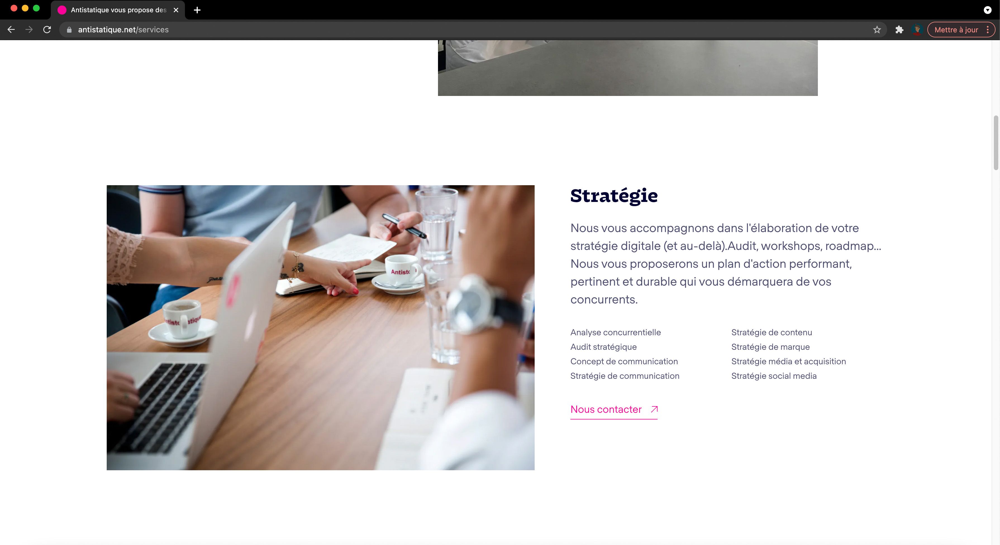 Antistatique vous propose des
antistatique.net/services
Mettre à jour
Stratégie
Nous vous accompagnons dans l'élaboration de votre
stratégie digitale (et au-delà).Audit, workshops, roadmap...
Nous vous proposerons un plan d'action performant,
pertinent et durable qui vous démarquera de vos
concurrents.
Analyse concurrentielle
Audit stratégique
Concept de communication
Stratégie de communication
Stratégie de contenu
Stratégie de marque
Stratégie média et acquisition
Stratégie social media
Nous contacter